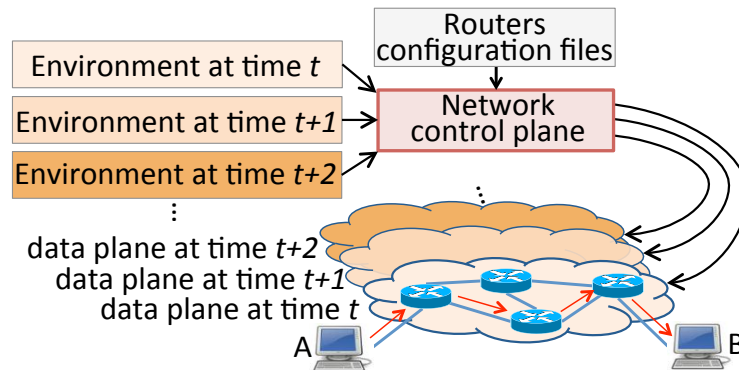 Routers
configuration files
Environment at time t
Environment at time t+1
Network
control plane
Environment at time t+2
...
...
data plane at time t+2
data plane at time t+1
data plane at time t
A
B